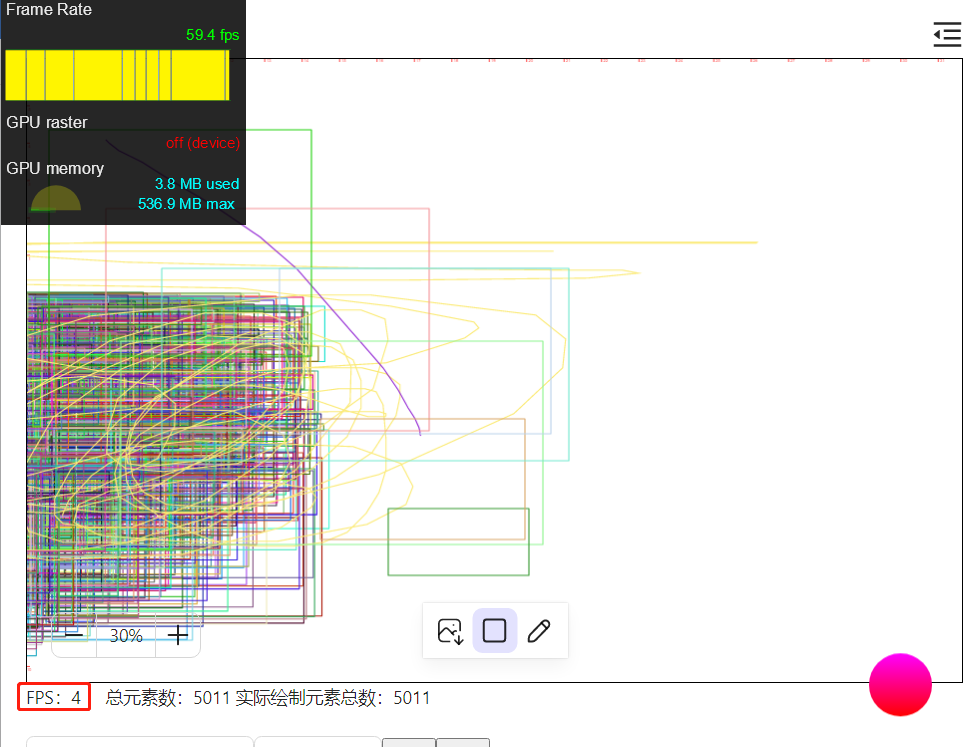 Frame Rate
59.4 fps
GPU raster
off (device)
GPU memory
3.8 MB used
536.9 MB max
30%
FPS：4 总元素数：5011 实际绘制元素总数：5011